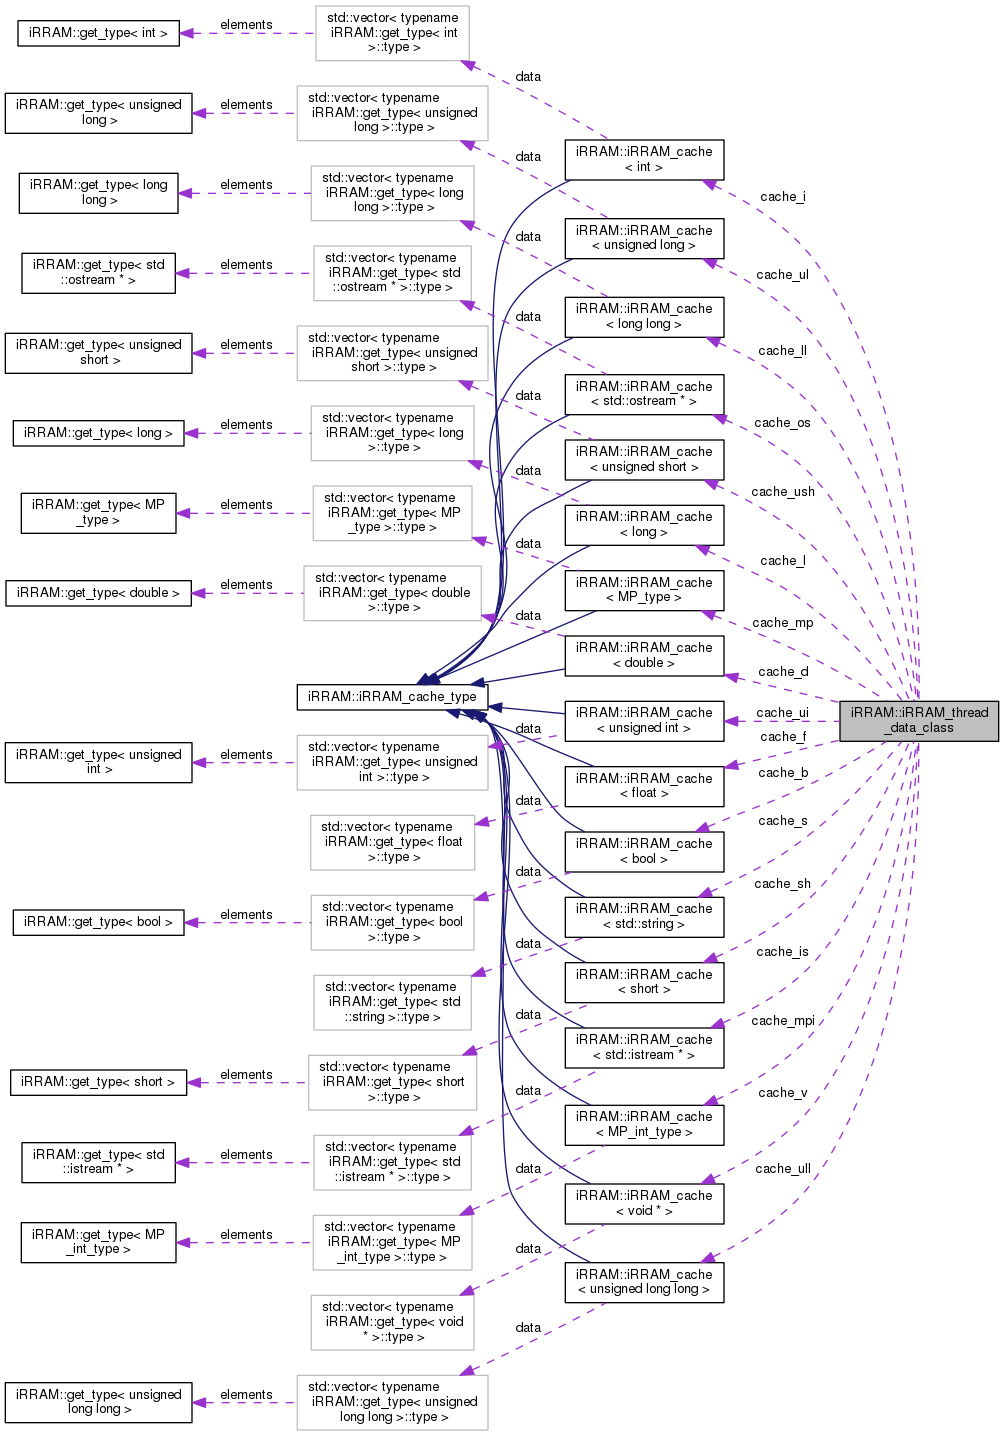 iRRAM::get_type< int >
elements
std::vector< typename
iRRAM::get_type< int
>::type >
data
iRRAM::get_type< unsigned
long >
elements
std::vector< typename
iRRAM::get_type< unsigned
long >::type >
data
iRRAM::iRRAM_cache
< int >
cache_i
iRRAM::get_type< long
long >
elements
std::vector< typename
iRRAM::get_type< long
long >::type >
data
iRRAM::iRRAM_cache
< unsigned long >
cache_ul
iRRAM::get_type< std
::ostream * >
elements
std::vector< typename
iRRAM::get_type< std
::ostream * >::type >
data
iRRAM::iRRAM_cache
< long long >
cache_ll
iRRAM::get_type< unsigned
short >
elements
std::vector< typename
iRRAM::get_type< unsigned
short >::type >
data
iRRAM::iRRAM_cache
< std::ostream * >
cache_os
iRRAM::get_type< long >
elements
std::vector< typename
iRRAM::get_type< long
>::type >
data
iRRAM::iRRAM_cache
< unsigned short >
cache_ush
iRRAM::get_type< MP
_type >
elements
std::vector< typename
iRRAM::get_type< MP
_type >::type >
data
iRRAM::iRRAM_cache
< long >
cache_l
iRRAM::get_type< double >
elements
std::vector< typename
iRRAM::get_type< double
>::type >
data
iRRAM::iRRAM_cache
< MP_type >
cache_mp
iRRAM::iRRAM_cache
< double >
cache_d
iRRAM::iRRAM_cache_type
iRRAM::iRRAM_cache
< unsigned int >
cache_ui
iRRAM::iRRAM_thread
_data_class
iRRAM::get_type< unsigned
int >
elements
std::vector< typename
iRRAM::get_type< unsigned
int >::type >
data
iRRAM::iRRAM_cache
< float >
cache_f
std::vector< typename
iRRAM::get_type< float
>::type >
data
iRRAM::iRRAM_cache
< bool >
cache_b
iRRAM::get_type< bool >
elements
std::vector< typename
iRRAM::get_type< bool
>::type >
data
iRRAM::iRRAM_cache
< std::string >
cache_s
std::vector< typename
iRRAM::get_type< std
::string >::type >
data
iRRAM::iRRAM_cache
< short >
cache_sh
iRRAM::get_type< short >
elements
std::vector< typename
iRRAM::get_type< short
>::type >
data
iRRAM::iRRAM_cache
< std::istream * >
cache_is
iRRAM::get_type< std
::istream * >
elements
std::vector< typename
iRRAM::get_type< std
::istream * >::type >
data
iRRAM::iRRAM_cache
< MP_int_type >
cache_mpi
iRRAM::get_type< MP
_int_type >
elements
std::vector< typename
iRRAM::get_type< MP
_int_type >::type >
data
iRRAM::iRRAM_cache
< void * >
cache_v
std::vector< typename
iRRAM::get_type< void
* >::type >
data
iRRAM::iRRAM_cache
< unsigned long long >
cache_ull
iRRAM::get_type< unsigned
long long >
elements
std::vector< typename
iRRAM::get_type< unsigned
long long >::type >
data